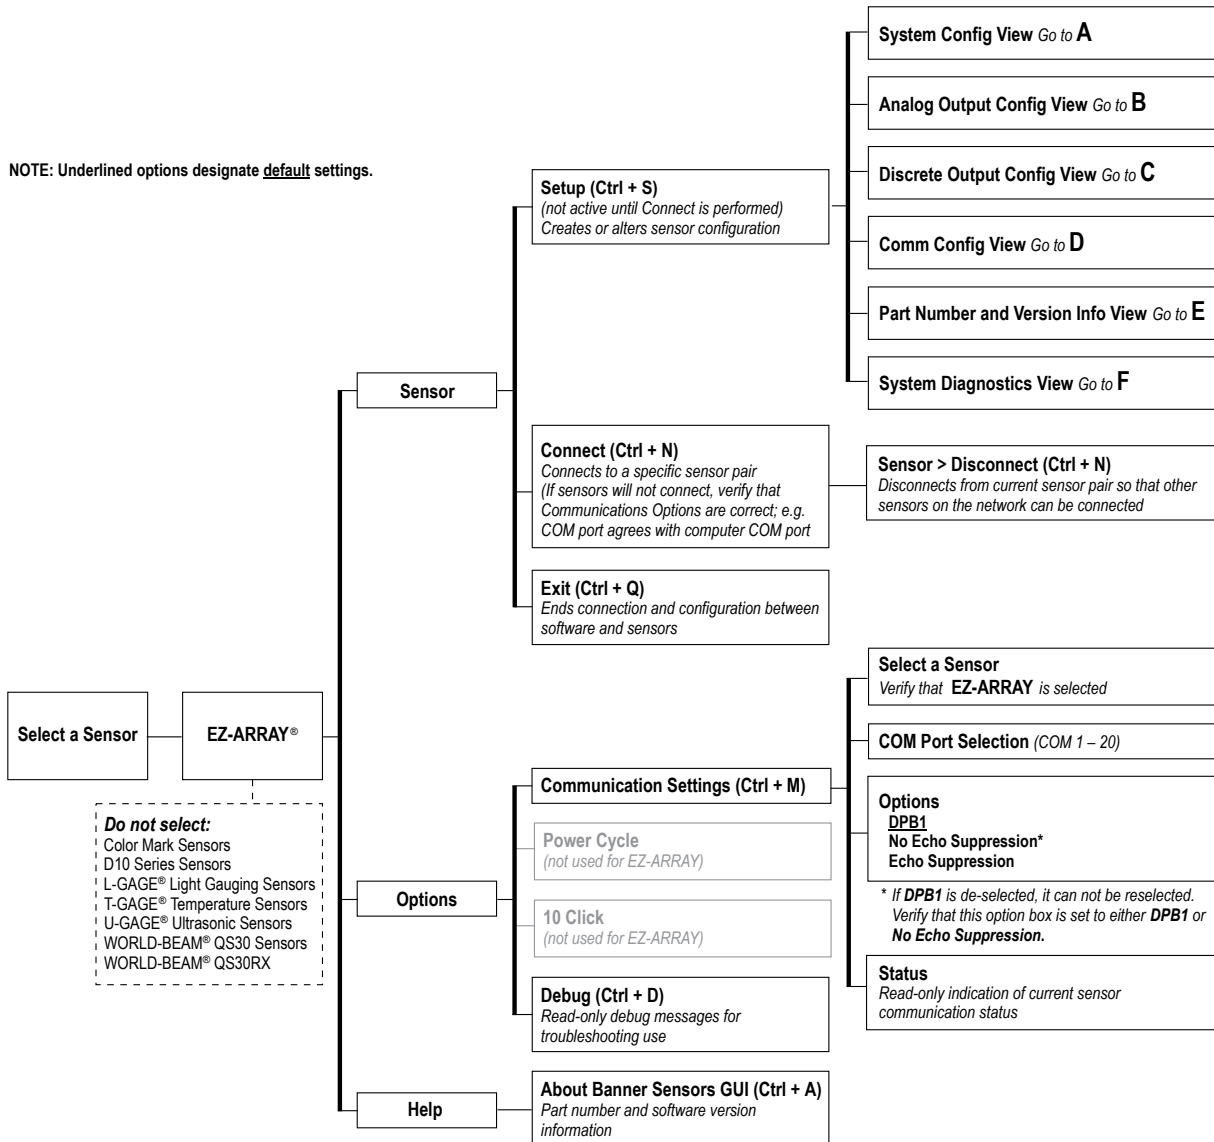 NOTE: Underlined options designate default settings.
Select a Sensor
EZ-ARRAY®
Do not select:
Color Mark Sensors
D10 Series Sensors
L-GAGE® Light Gauging Sensors
T-GAGE® Temperature Sensors
U-GAGE® Ultrasonic Sensors
WORLD-BEAM® QS30 Sensors
WORLD-BEAM® QS30RX
Sensor
Setup (Ctrl + S)
(not active until Connect is performed)
Creates or alters sensor configuration
System Config View Go to A
Analog Output Config View Go to B
Discrete Output Config View Go to C
Comm Config View Go to D
Part Number and Version Info View Go to E
System Diagnostics View Go to F
Connect (Ctrl + N)
Connects to a specific sensor pair
(If sensors will not connect, verify that
Communications Options are correct; e.g.
COM port agrees with computer COM port
Sensor > Disconnect (Ctrl + N)
Disconnects from current sensor pair so that other
sensors on the network can be connected
Exit (Ctrl + Q)
Ends connection and configuration between
software and sensors
Options
Communication Settings (Ctrl + M)
Select a Sensor
Verify that EZ-ARRAY is selected
COM Port Selection (COM 1 – 20)
Options
DPB1
No Echo Suppression*
Echo Suppression
* If DPB1 is de-selected, it can not be reselected.
Verify that this option box is set to either DPB1 or
No Echo Suppression.
Status
Read-only indication of current sensor
communication status
Power Cycle
(not used for EZ-ARRAY)
10 Click
(not used for EZ-ARRAY)
Debug (Ctrl + D)
Read-only debug messages for
troubleshooting use
Help
About Banner Sensors GUI (Ctrl + A)
Part number and software version
information